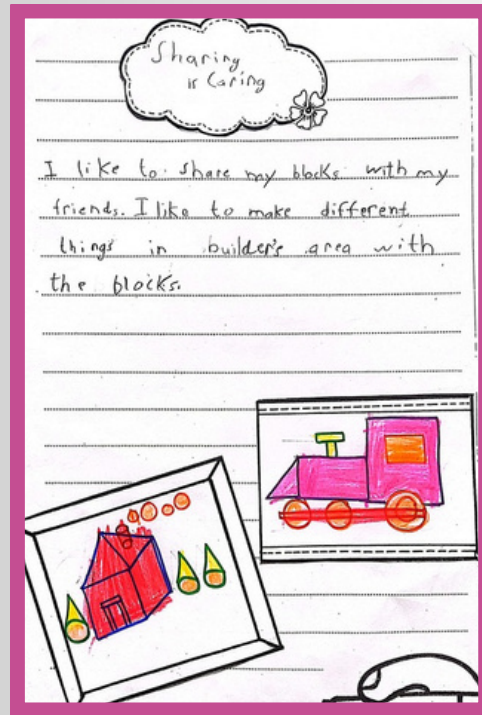 Sharing
is Caring
I like to share my blocks with my
friends. I like to make different
things in builder's area with
the blocks.